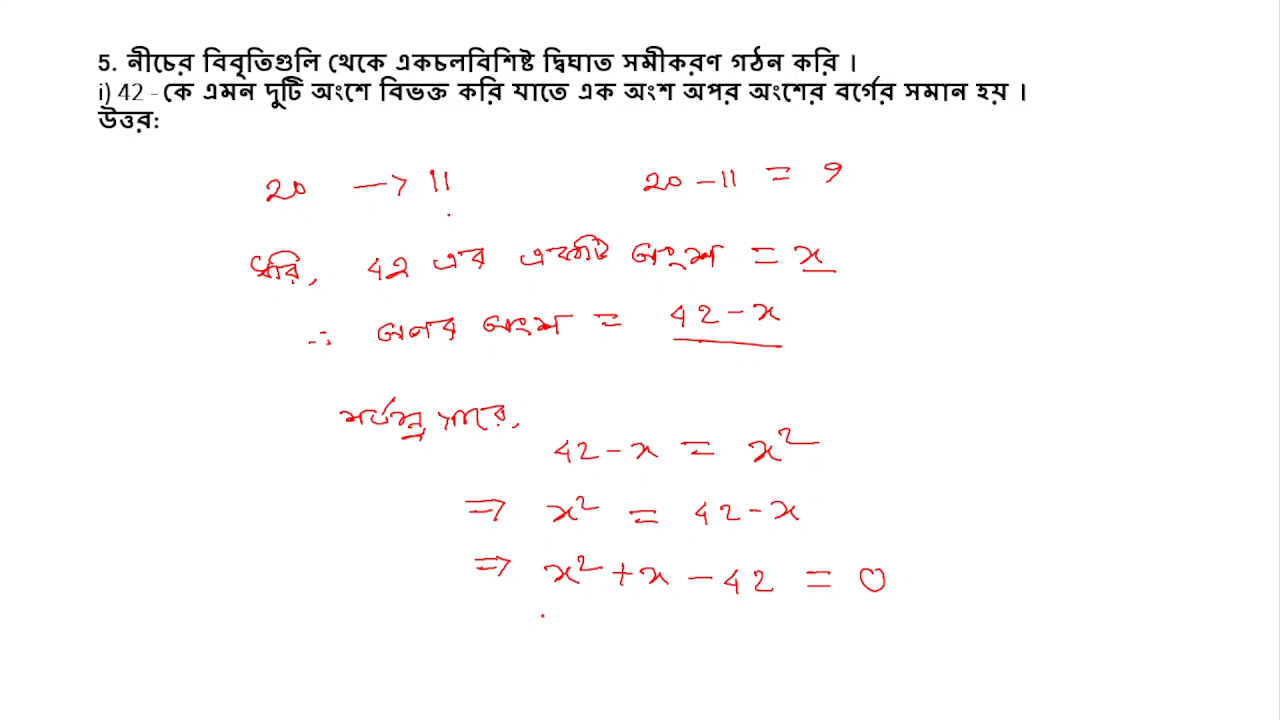 5. নীচের বিবৃতিগুলি থেকে একচলবিশিষ্ট দ্বিঘাত সমীকরণ গঠন করি ।
i) 42 - কে এমন দুটি অংশে বিভক্ত করি যাতে এক অংশ অপর অংশের বর্গের সমান হয় ।
উত্তর:
20 → 11 20 - 11 = 9
ধরি, 42 এর একটি অংশ = x
∴ অপর অংশ = 42 - x
শর্তানুসারে,
42 - x = x²
⇒ x² = 42 - x
⇒ x² + x - 42 = 0